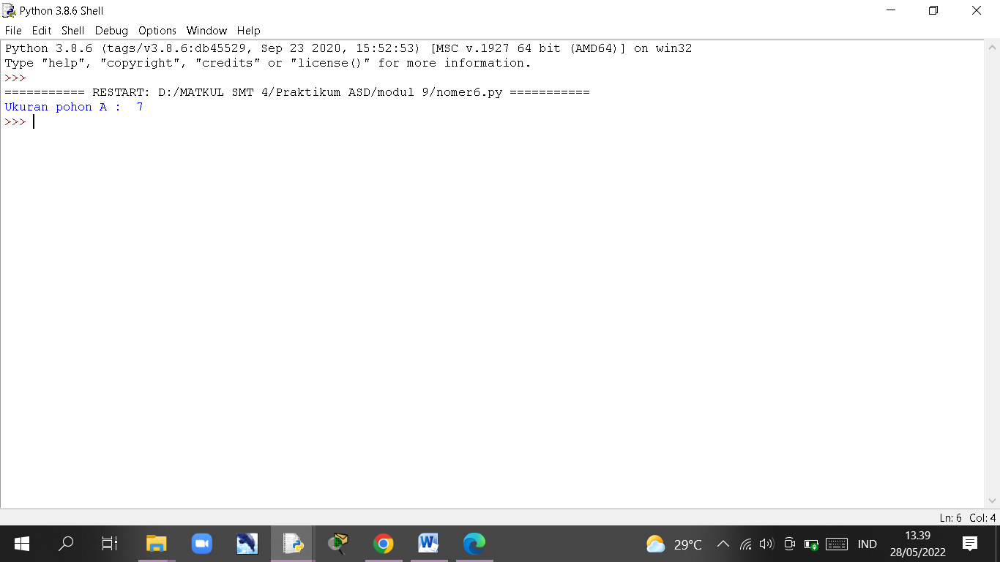 Python 3.8.6 Shell
File Edit Shell Debug Options Window Help
Python 3.8.6 (tags/v3.8.6:db45529, Sep 23 2020, 15:52:53) [MSC v.1927 64 bit (AMD64)] on win32
Type "help", "copyright", "credits" or "license()" for more information.
>>>
=========== RESTART: D:/MATKUL SMT 4/Praktikum ASD/modul 9/nomer6.py ===========
Ukuran pohon A :  7
>>>
Ln: 6 Col: 4
29°C
IND
13.39
28/05/2022